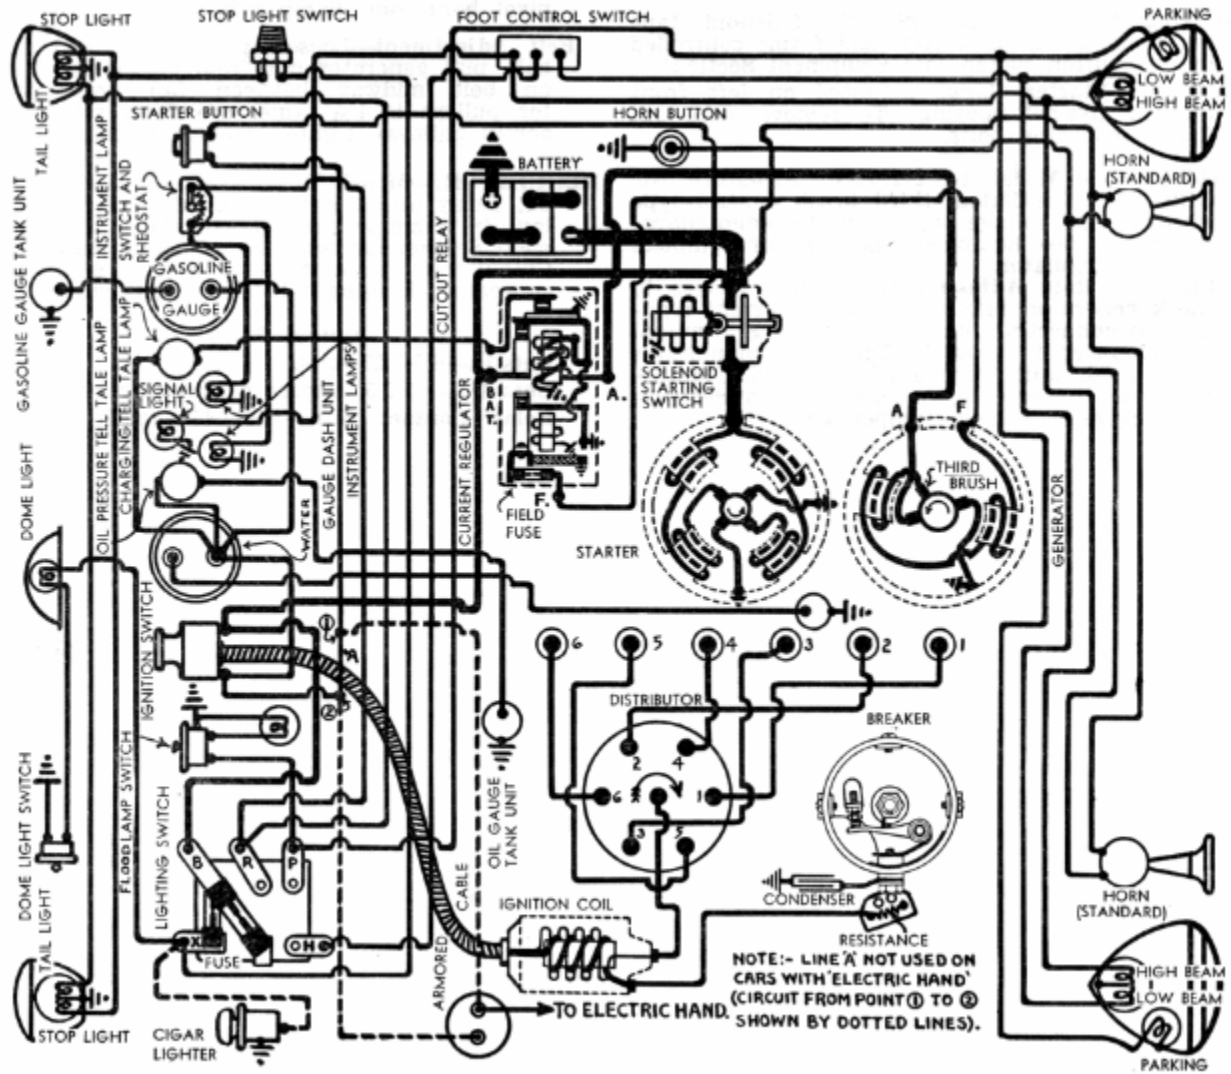 STOP LIGHT
STOP LIGHT SWITCH
FOOT CONTROL SWITCH
PARKING
LOW BEAM
HIGH BEAM
TAIL LIGHT
STARTER BUTTON
HORN BUTTON
BATTERY
HORN
(STANDARD)
GASOLINE GAUGE TANK UNIT
INSTRUMENT LAMP
SWITCH AND
RHEOSTAT
GASOLINE
GAUGE
CUTOUT RELAY
SOLENOID
STARTING
SWITCH
OIL PRESSURE TELL TALE LAMP
CHARGING TELL TALE LAMP
SIGNAL
LIGHT
GAUGE DASH UNIT
INSTRUMENT LAMPS
CURRENT REGULATOR
BAT.
A.
F.
FIELD
FUSE
STARTER
A
F
THIRD
BRUSH
GENERATOR
DOME LIGHT
WATER
IGNITION SWITCH
1
A
2
6
5
4
3
2
1
DISTRIBUTOR
2
4
6
1
3
5
BREAKER
CONDENSER
RESISTANCE
OIL GAUGE
TANK UNIT
DOME LIGHT SWITCH
FLOOD LAMP SWITCH
LIGHTING SWITCH
B
R
P
X
H
FUSE
CABLE
ARMORED
IGNITION COIL
HORN
(STANDARD)
TAIL LIGHT
STOP LIGHT
CIGAR
LIGHTER
TO ELECTRIC HAND.
NOTE:- LINE 'A' NOT USED ON
CARS WITH 'ELECTRIC HAND'
(CIRCUIT FROM POINT ① TO ②
SHOWN BY DOTTED LINES).
HIGH BEAM
LOW BEAM
PARKING